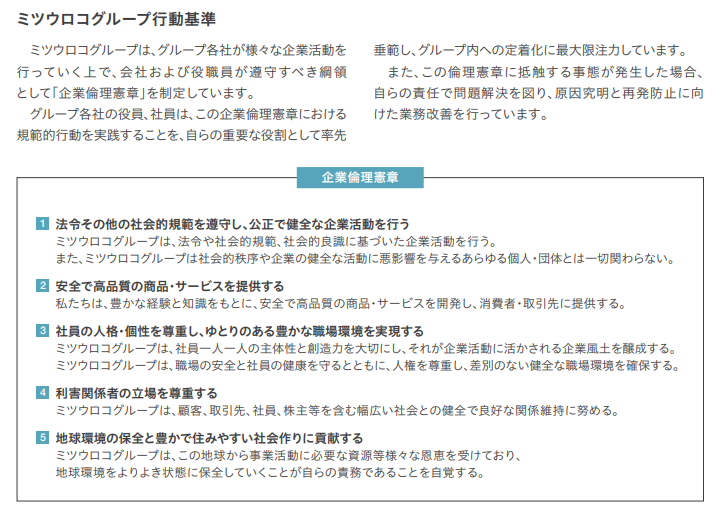 ミツウロコグループ行動基準
　ミツウロコグループは、グループ各社が様々な企業活動を
行っていく上で、会社および役職員が遵守すべき綱領
として「企業倫理憲章」を制定しています。
　グループ各社の役員、社員は、この企業倫理憲章における
規範的行動を実践することを、自らの重要な役割として率先
垂範し、グループ内への定着化に最大限注力しています。
　また、この倫理憲章に抵触する事態が発生した場合、
自らの責任で問題解決を図り、原因究明と再発防止に向
けた業務改善を行っています。
企業倫理憲章
1 法令その他の社会的規範を遵守し、公正で健全な企業活動を行う
ミツウロコグループは、法令や社会的規範、社会的良識に基づいた企業活動を行う。
また、ミツウロコグループは社会的秩序や企業の健全な活動に悪影響を与えるあらゆる個人・団体とは一切関わらない。
2 安全で高品質の商品・サービスを提供する
私たちは、豊かな経験と知識をもとに、安全で高品質の商品・サービスを開発し、消費者・取引先に提供する。
3 社員の人格・個性を尊重し、ゆとりのある豊かな職場環境を実現する
ミツウロコグループは、社員一人一人の主体性と創造力を大切にし、それが企業活動に活かされる企業風土を醸成する。
ミツウロコグループは、職場の安全と社員の健康を守るとともに、人権を尊重し、差別のない健全な職場環境を確保する。
4 利害関係者の立場を尊重する
ミツウロコグループは、顧客、取引先、社員、株主等を含む幅広い社会との健全で良好な関係維持に努める。
5 地球環境の保全と豊かで住みやすい社会作りに貢献する
ミツウロコグループは、この地球から事業活動に必要な資源等様々な恩恵を受けており、
地球環境をよりよき状態に保全していくことが自らの責務であることを自覚する。